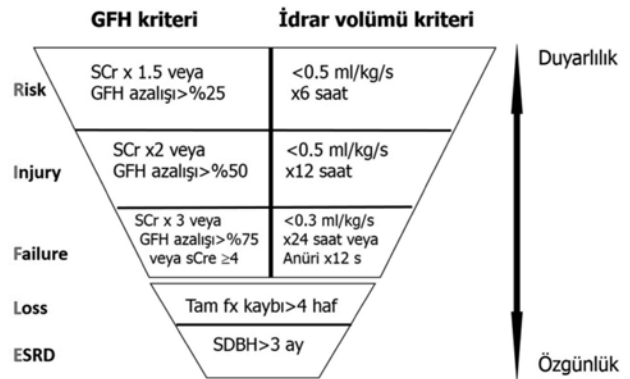 GFH kriteri İdrar volümü kriteri
Risk
SCr x 1.5 veya
GFH azalışı>%25
<0.5 ml/kg/s
x6 saat
Injury
SCr x2 veya
GFH azalışı>%50
<0.5 ml/kg/s
x12 saat
Failure
SCr x 3 veya
GFH azalışı>%75
veya sCre ≥4
<0.3 ml/kg/s
x24 saat veya
Anüri x12 s
Loss
Tam fx kaybı>4 haf
ESRD
SDBH>3 ay
Duyarlılık
Özgünlük